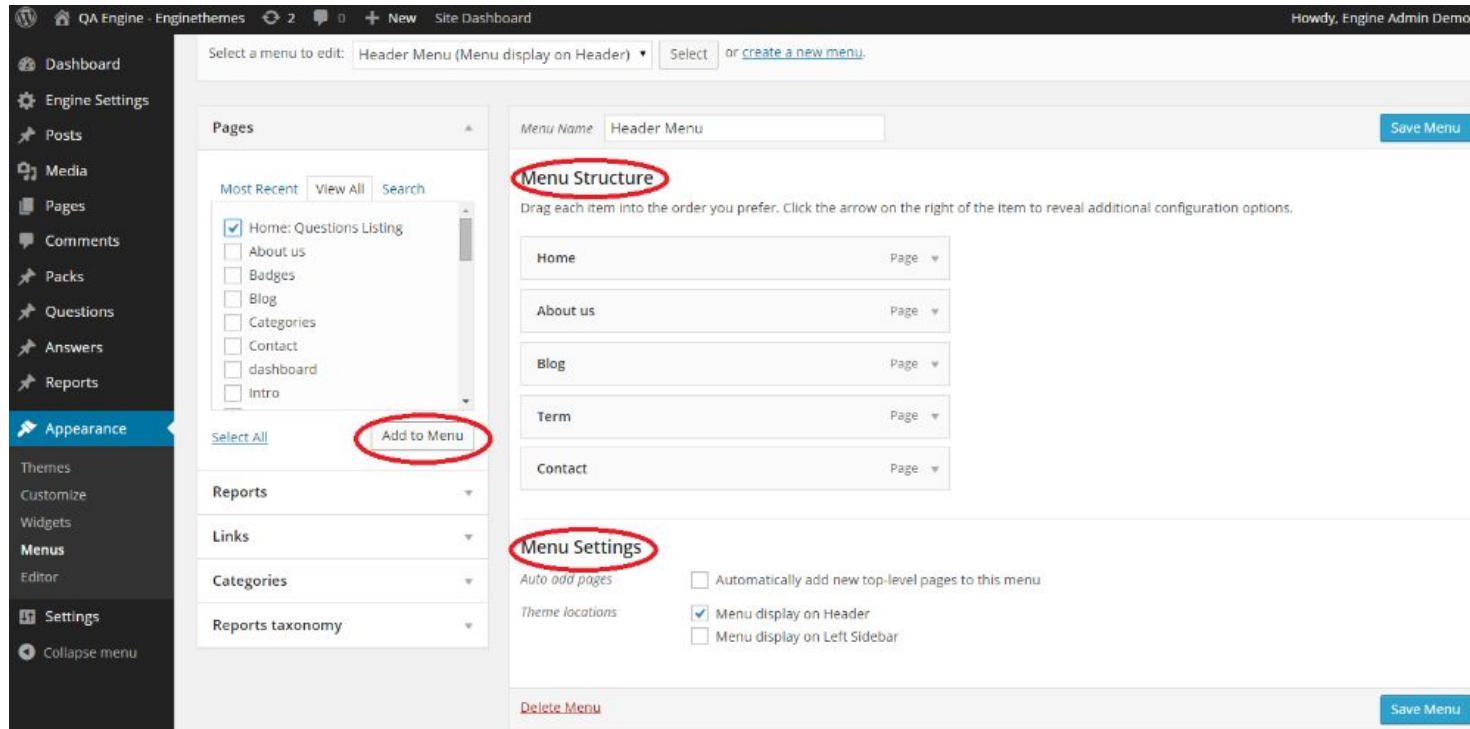 QA Engine - Enginethemes 2 0 + New Site Dashboard Howdy, Engine Admin Demo
Dashboard
Engine Settings
Posts
Media
Pages
Comments
Packs
Questions
Answers
Reports
Appearance
Themes
Customize
Widgets
Menus
Editor
Settings
Collapse menu
Select a menu to edit: Header Menu (Menu display on Header) Select or create a new menu.
Pages
Most Recent View All Search
Home: Questions Listing
About us
Badges
Blog
Categories
Contact
dashboard
Intro
Select All Add to Menu
Reports
Links
Categories
Reports taxonomy
Menu Name Header Menu Save Menu
Menu Structure
Drag each item into the order you prefer. Click the arrow on the right of the item to reveal additional configuration options.
Home Page
About us Page
Blog Page
Term Page
Contact Page
Menu Settings
Auto add pages Automatically add new top-level pages to this menu
Theme locations Menu display on Header
Menu display on Left Sidebar
Delete Menu Save Menu